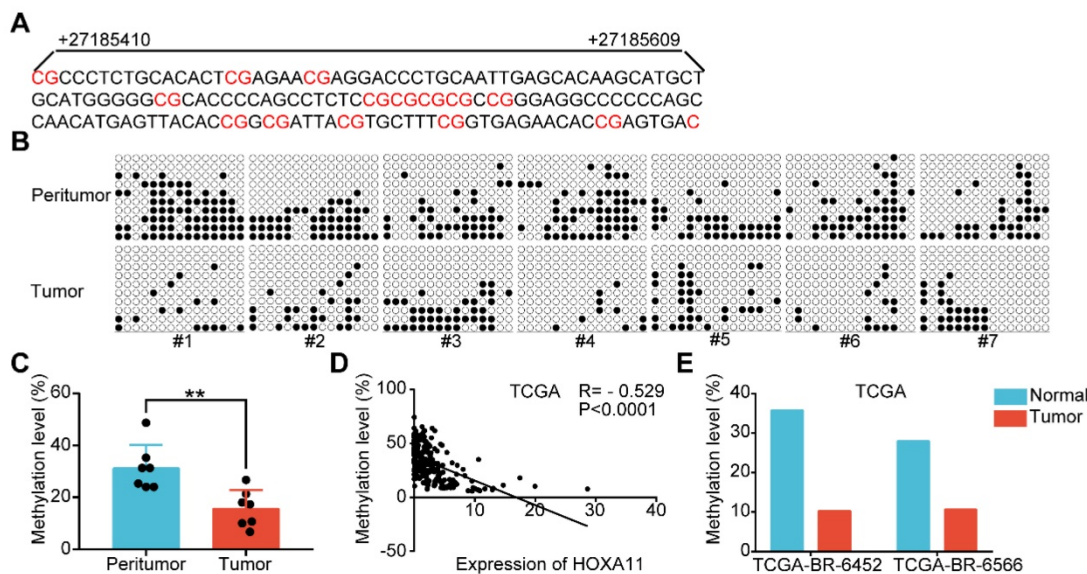 A
+27185410 +27185609
CGCCCTCTGCACACTCGAGAACGAGGACCCTGCAATTGAGCACAAGCATGCT
GCATGGGGGCGCACCCCAGCCTCTCCGCGCGCGCCGGGAGGCCCCCCAGC
CAACATGAGTTACACCGGCGATTACGTGCTTTCGGTGAGAACACCGAGTGAC
B
Peritumor
Tumor
#1 #2 #3 #4 #5 #6 #7
C
Methylation level (%)
60
40
20
0
**
Peritumor Tumor
D
Methylation level (%)
100
50
0
-50
10 20 30 40
TCGA
R= - 0.529
P<0.0001
Expression of HOXA11
E
Methylation level (%)
40
30
20
10
0
TCGA
Normal
Tumor
TCGA-BR-6452 TCGA-BR-6566